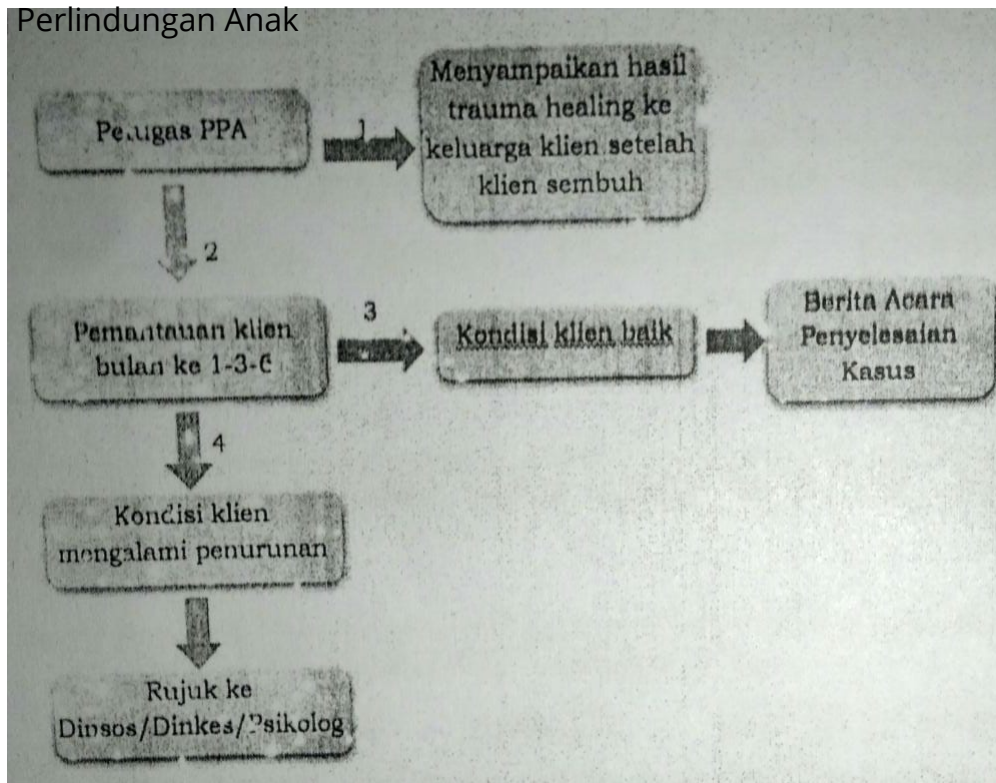 Perlindungan Anak
Petugas PPA
1
Menyampaikan hasil
trauma healing ke
keluarga klien setelah
klien sembuh
2
Pemantauan klien
bulan ke 1-3-6
3
Kondisi klien baik
Berita Acara
Penyelesaian
Kasus
4
Kondisi klien
mengalami penurunan
Rujuk ke
Dinsos/Dinkes/Psikolog